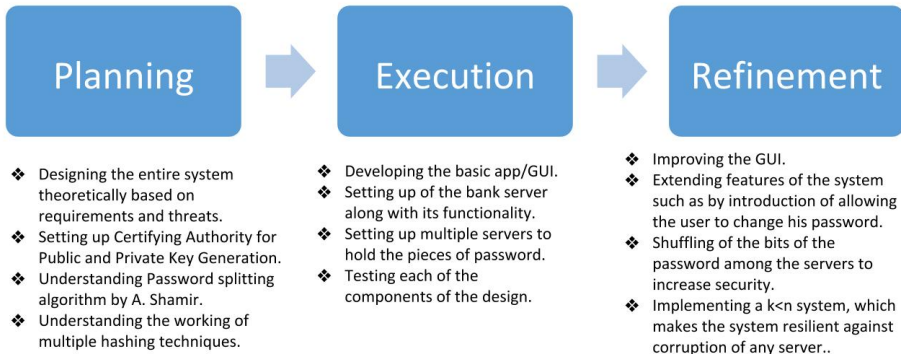 Planning
Execution
Refinement
❖ Designing the entire system
theoretically based on
requirements and threats.
❖ Setting up Certifying Authority for
Public and Private Key Generation.
❖ Understanding Password splitting
algorithm by A. Shamir.
❖ Understanding the working of
multiple hashing techniques.
❖ Developing the basic app/GUI.
❖ Setting up of the bank server
along with its functionality.
❖ Setting up multiple servers to
hold the pieces of password.
❖ Testing each of the
components of the design.
❖ Improving the GUI.
❖ Extending features of the system
such as by introduction of allowing
the user to change his password.
❖ Shuffling of the bits of the
password among the servers to
increase security.
❖ Implementing a k<n system, which
makes the system resilient against
corruption of any server..